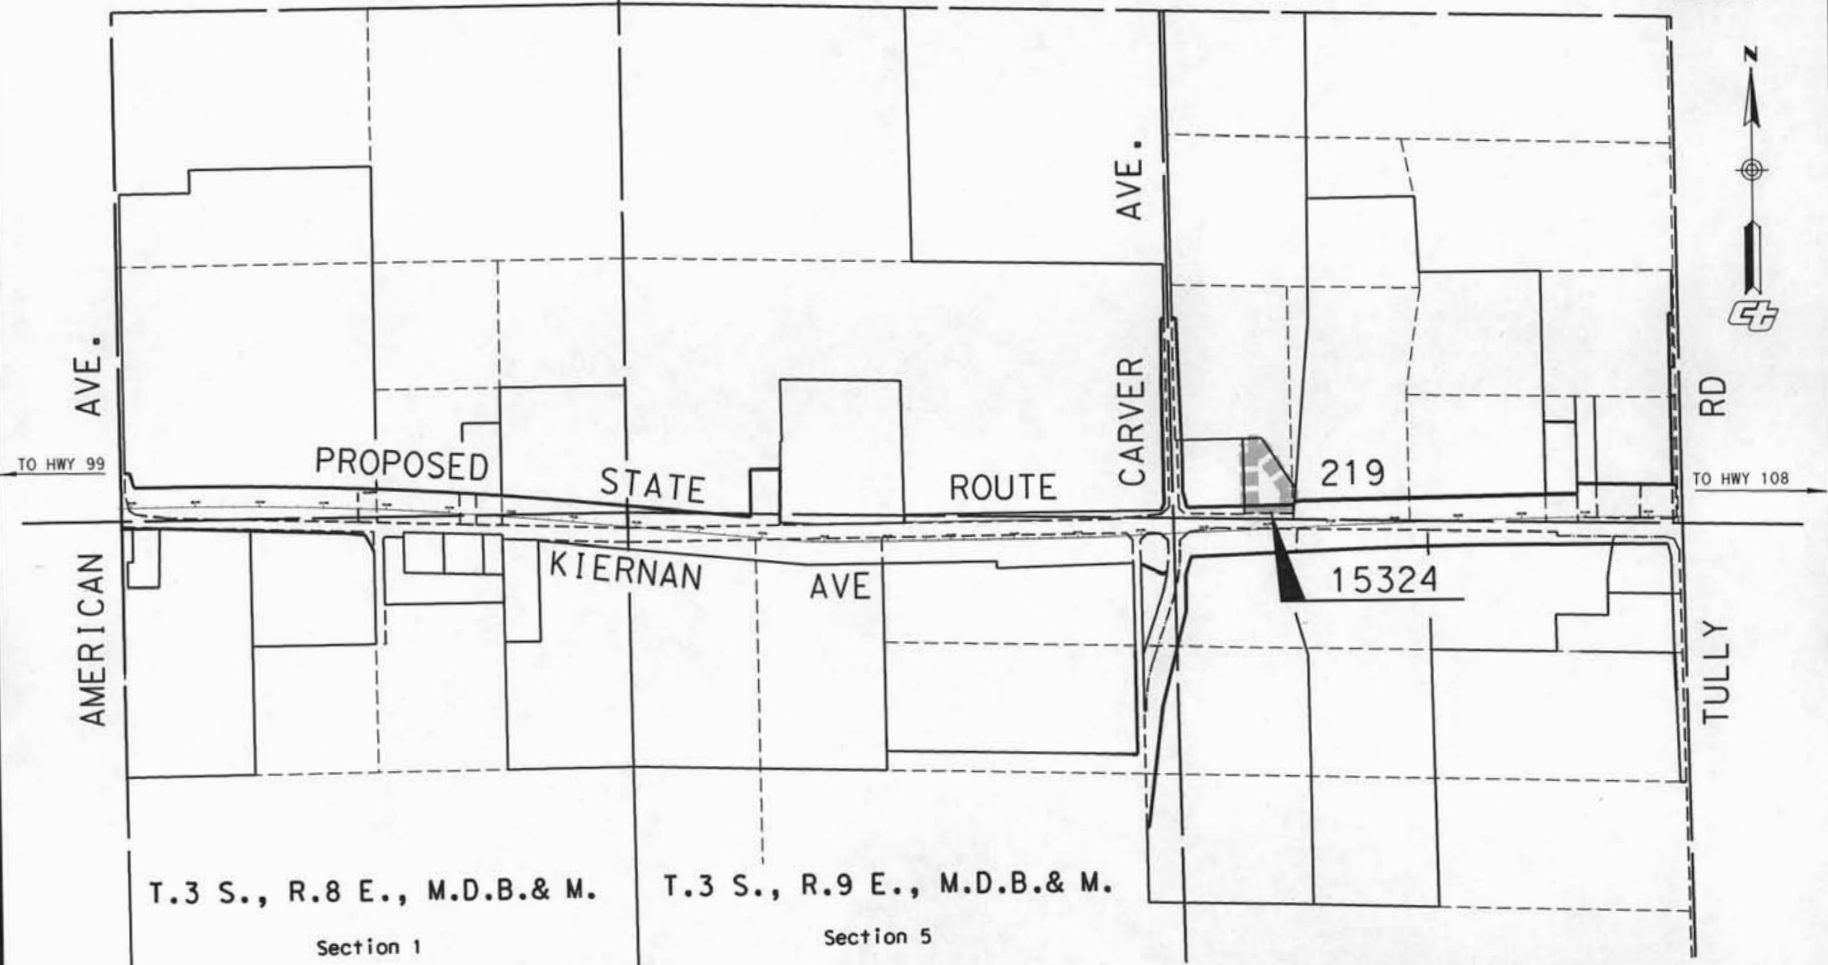 N
AVE.
CARVER
ct
AMERICAN AVE.
RD
TULLY
TO HWY 99
PROPOSED STATE ROUTE 219
TO HWY 108
KIERNAN AVE
15324
T.3 S., R.8 E., M.D.B.& M.
T.3 S., R.9 E., M.D.B.& M.
Section 1
Section 5